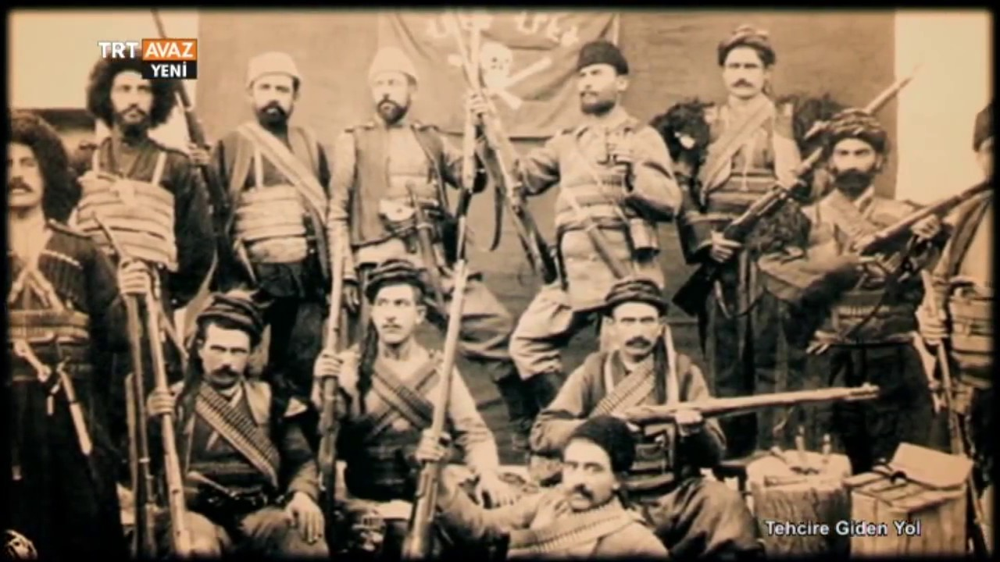 TRT AVAZ
YENİ
Tehcire Giden Yol